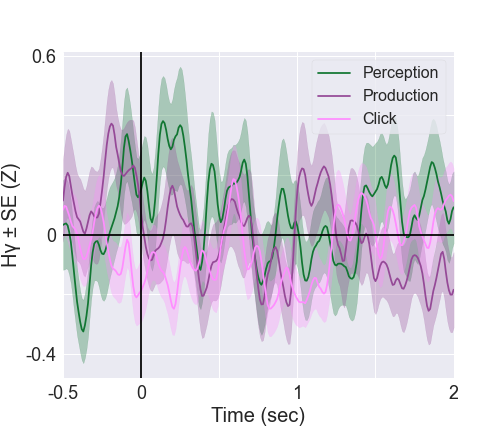 0.6
Perception
Production
Click
Hγ ± SE (Z)
0
-0.4
-0.5 0 1 2
Time (sec)